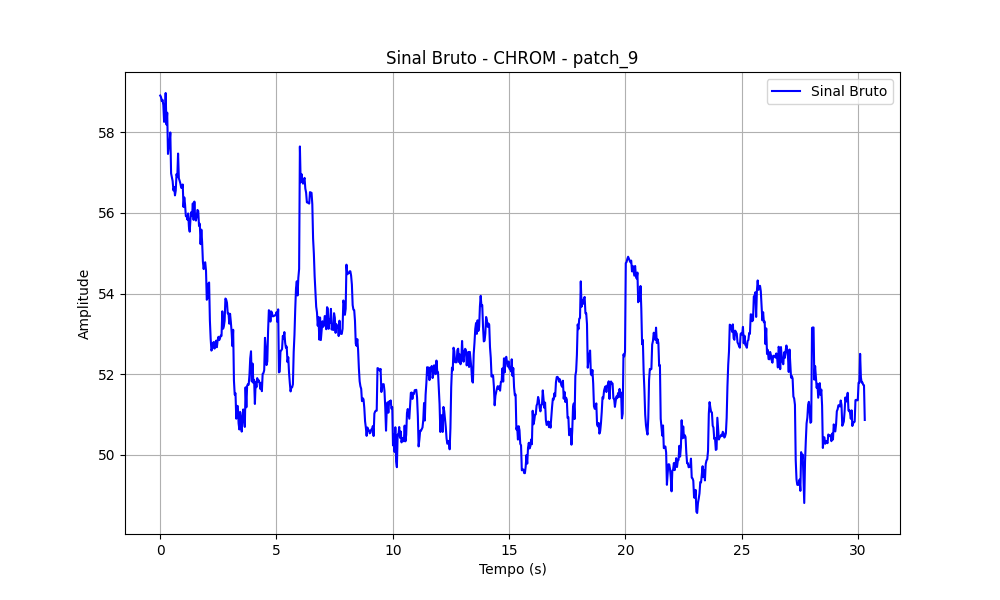 Sinal Bruto - CHROM - patch_9
Sinal Bruto
58
56
54
52
50
Amplitude
0 5 10 15 20 25 30
Tempo (s)